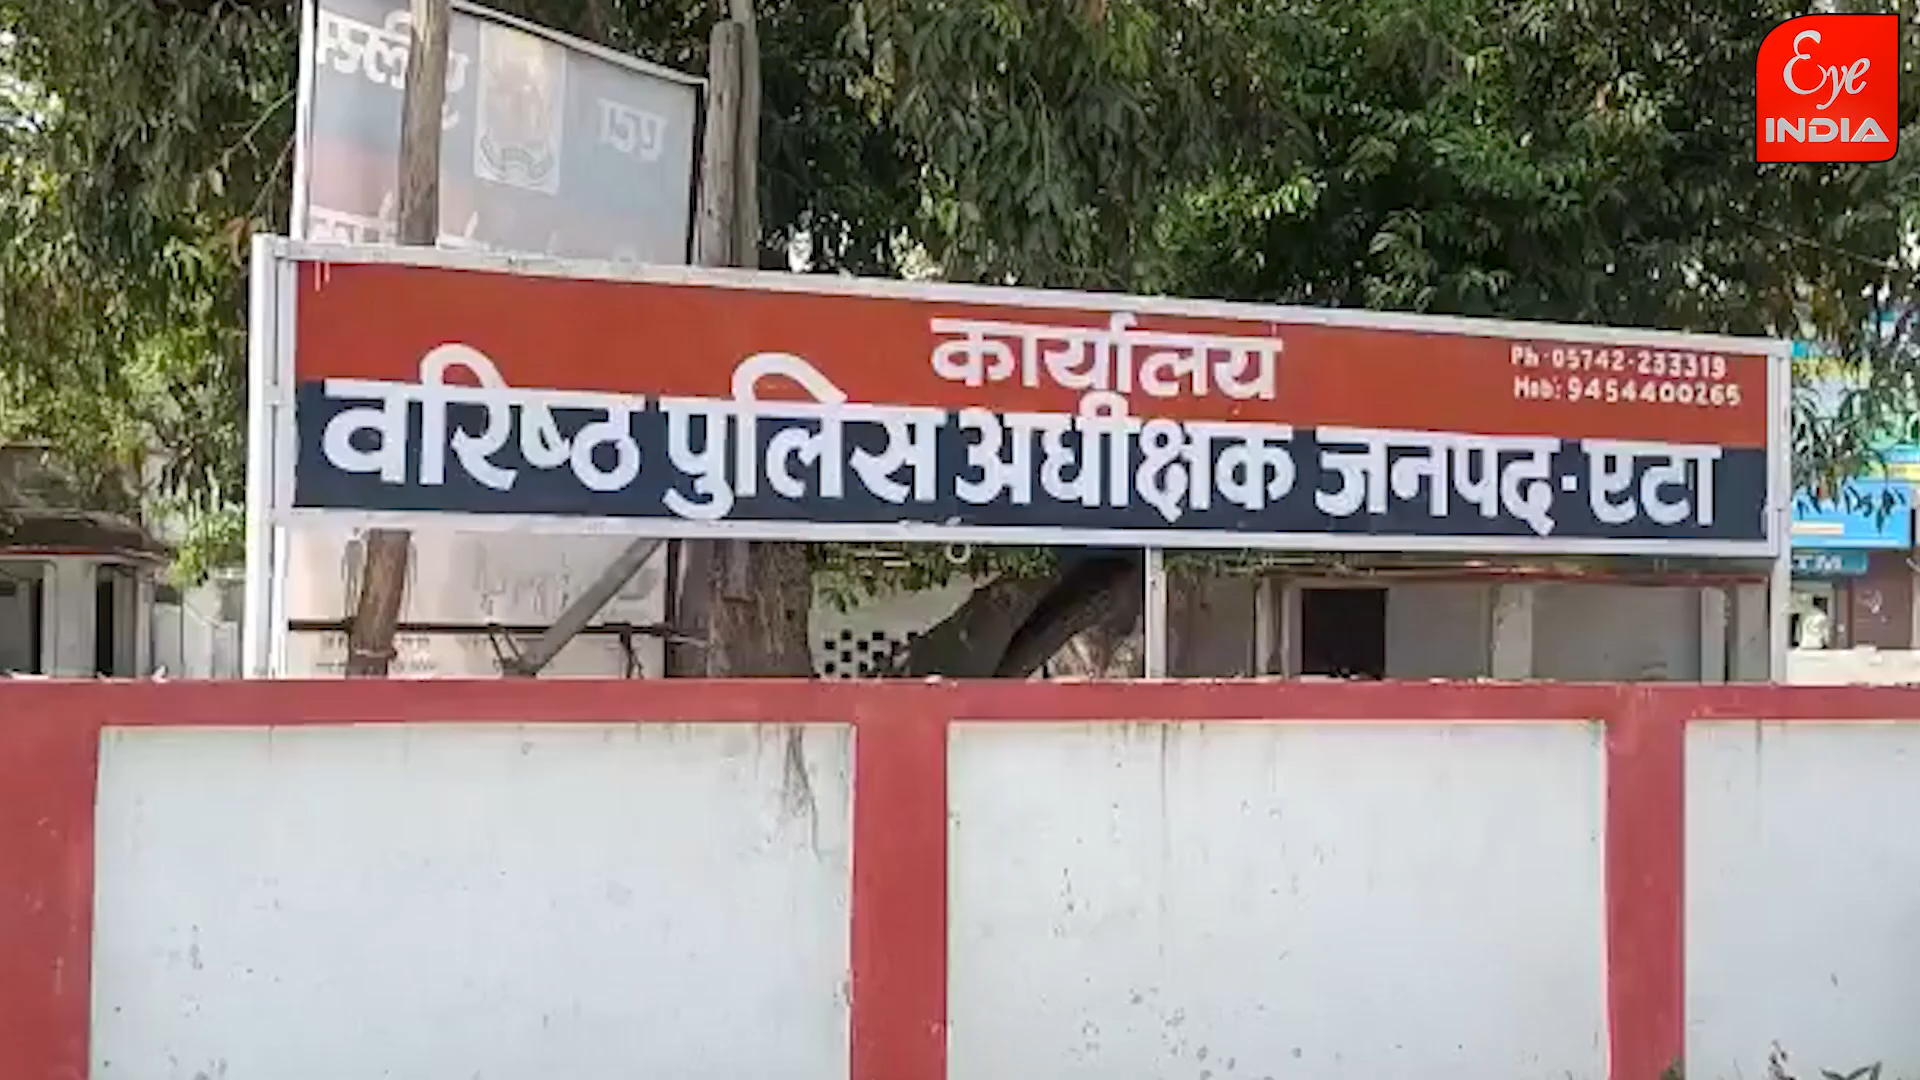 Eye
INDIA
कार्यालय
Ph 05742-233319
Mob: 9454400265
वरिष्ठ पुलिस अधीक्षक जनपद-एटा